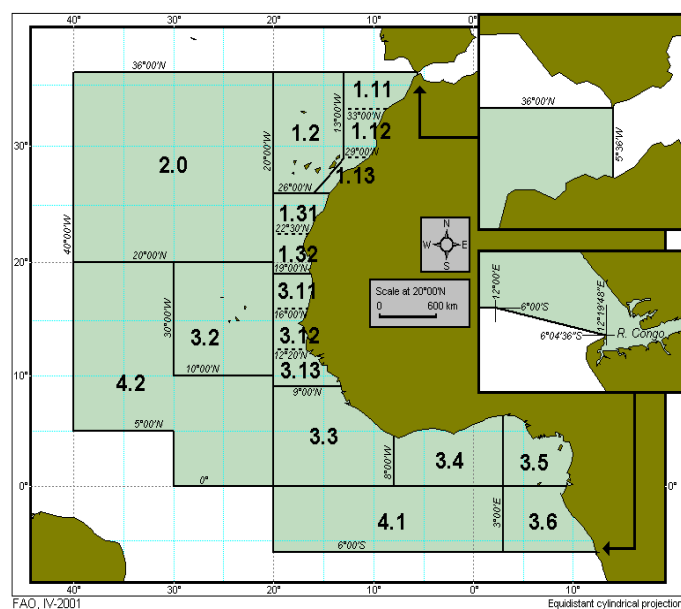 40° 30° 20° 10° 0° 10°
36°00'N
1.11
33°00'N
13°00'W
1.2
1.12
20°00'W
30°
29°00'N
2.0
1.13
26°00'N
1.31
22°30'N
40°00'W
1.32
20°
20°00'N
19°00'N
3.11
30°00'W
16°00'N
3.2
3.12
12°20'N
3.13
10°
10°00'N
4.2
9°00'N
5°00'N
3.3
8°00'W
3.4
3.5
0°
0°
0°
4.1
3°00'E
3.6
6°00'S
40° 30° 20° 10° 0° 10°
36°00'N
5°36'W
N
W E
S
Scale at 20°00'N
0 600 km
12°00'E
6°00'S
12°19'48"E
6°04'36"S
R. Congo
FAO, IV-2001
Equidistant cylindrical projection